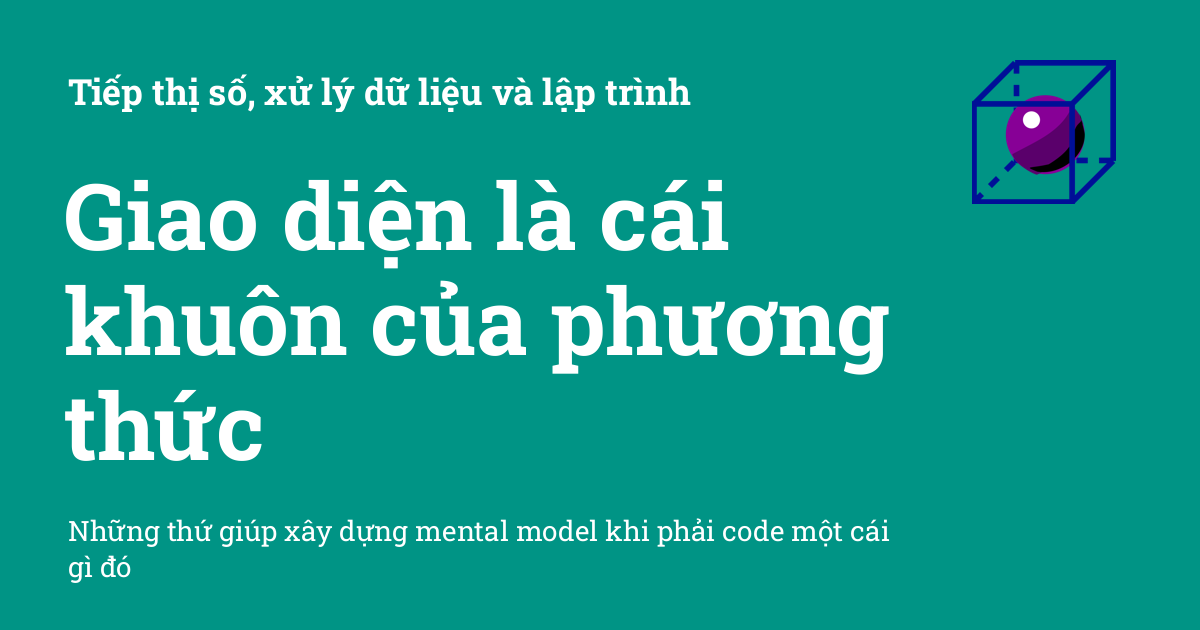 Tiếp thị số, xử lý dữ liệu và lập trình
Giao diện là cái
khuôn của phương
thức
Những thứ giúp xây dựng mental model khi phải code một cái
gì đó